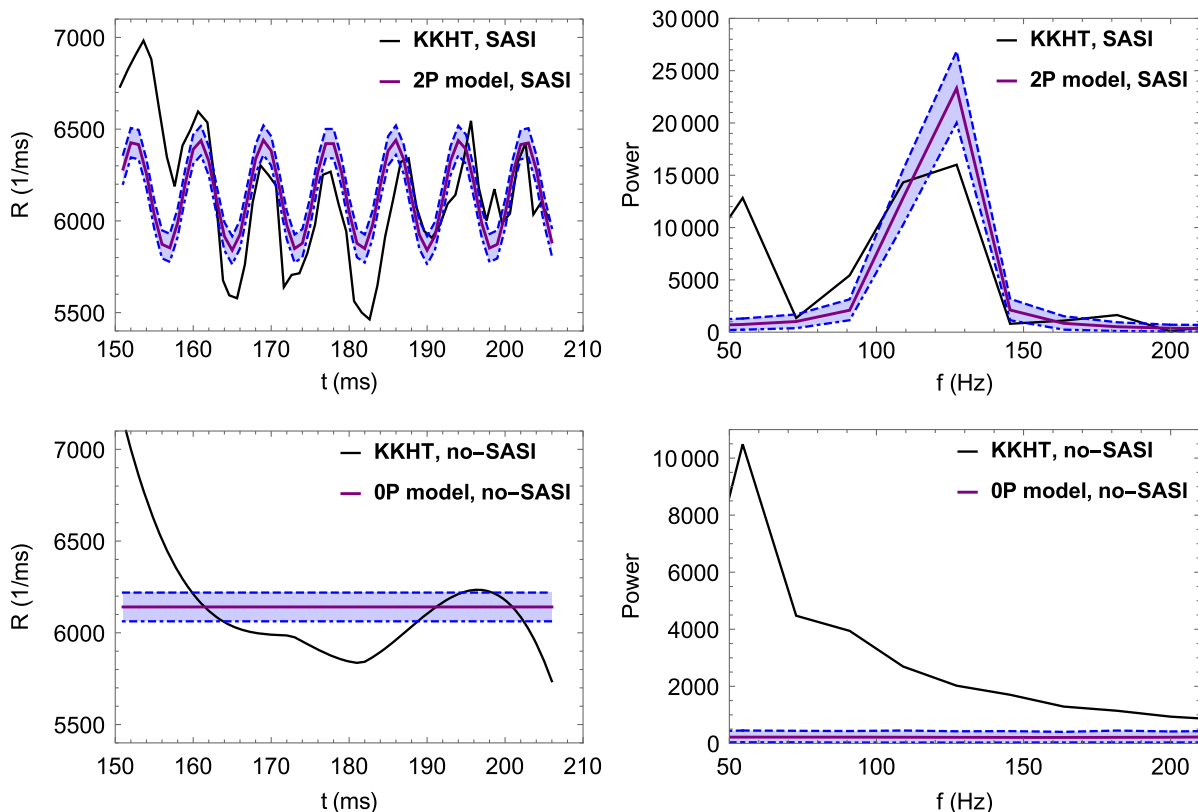 KKHT, SASI
2P model, SASI
R (1/ms)
7000
6500
6000
5500
150 160 170 180 190 200 210
t (ms)
KKHT, SASI
2P model, SASI
Power
30 000
25 000
20 000
15 000
10 000
5000
0
50 100 150 200
f (Hz)
KKHT, no–SASI
0P model, no–SASI
R (1/ms)
7000
6500
6000
5500
150 160 170 180 190 200 210
t (ms)
KKHT, no–SASI
0P model, no–SASI
Power
10 000
8000
6000
4000
2000
0
50 100 150 200
f (Hz)